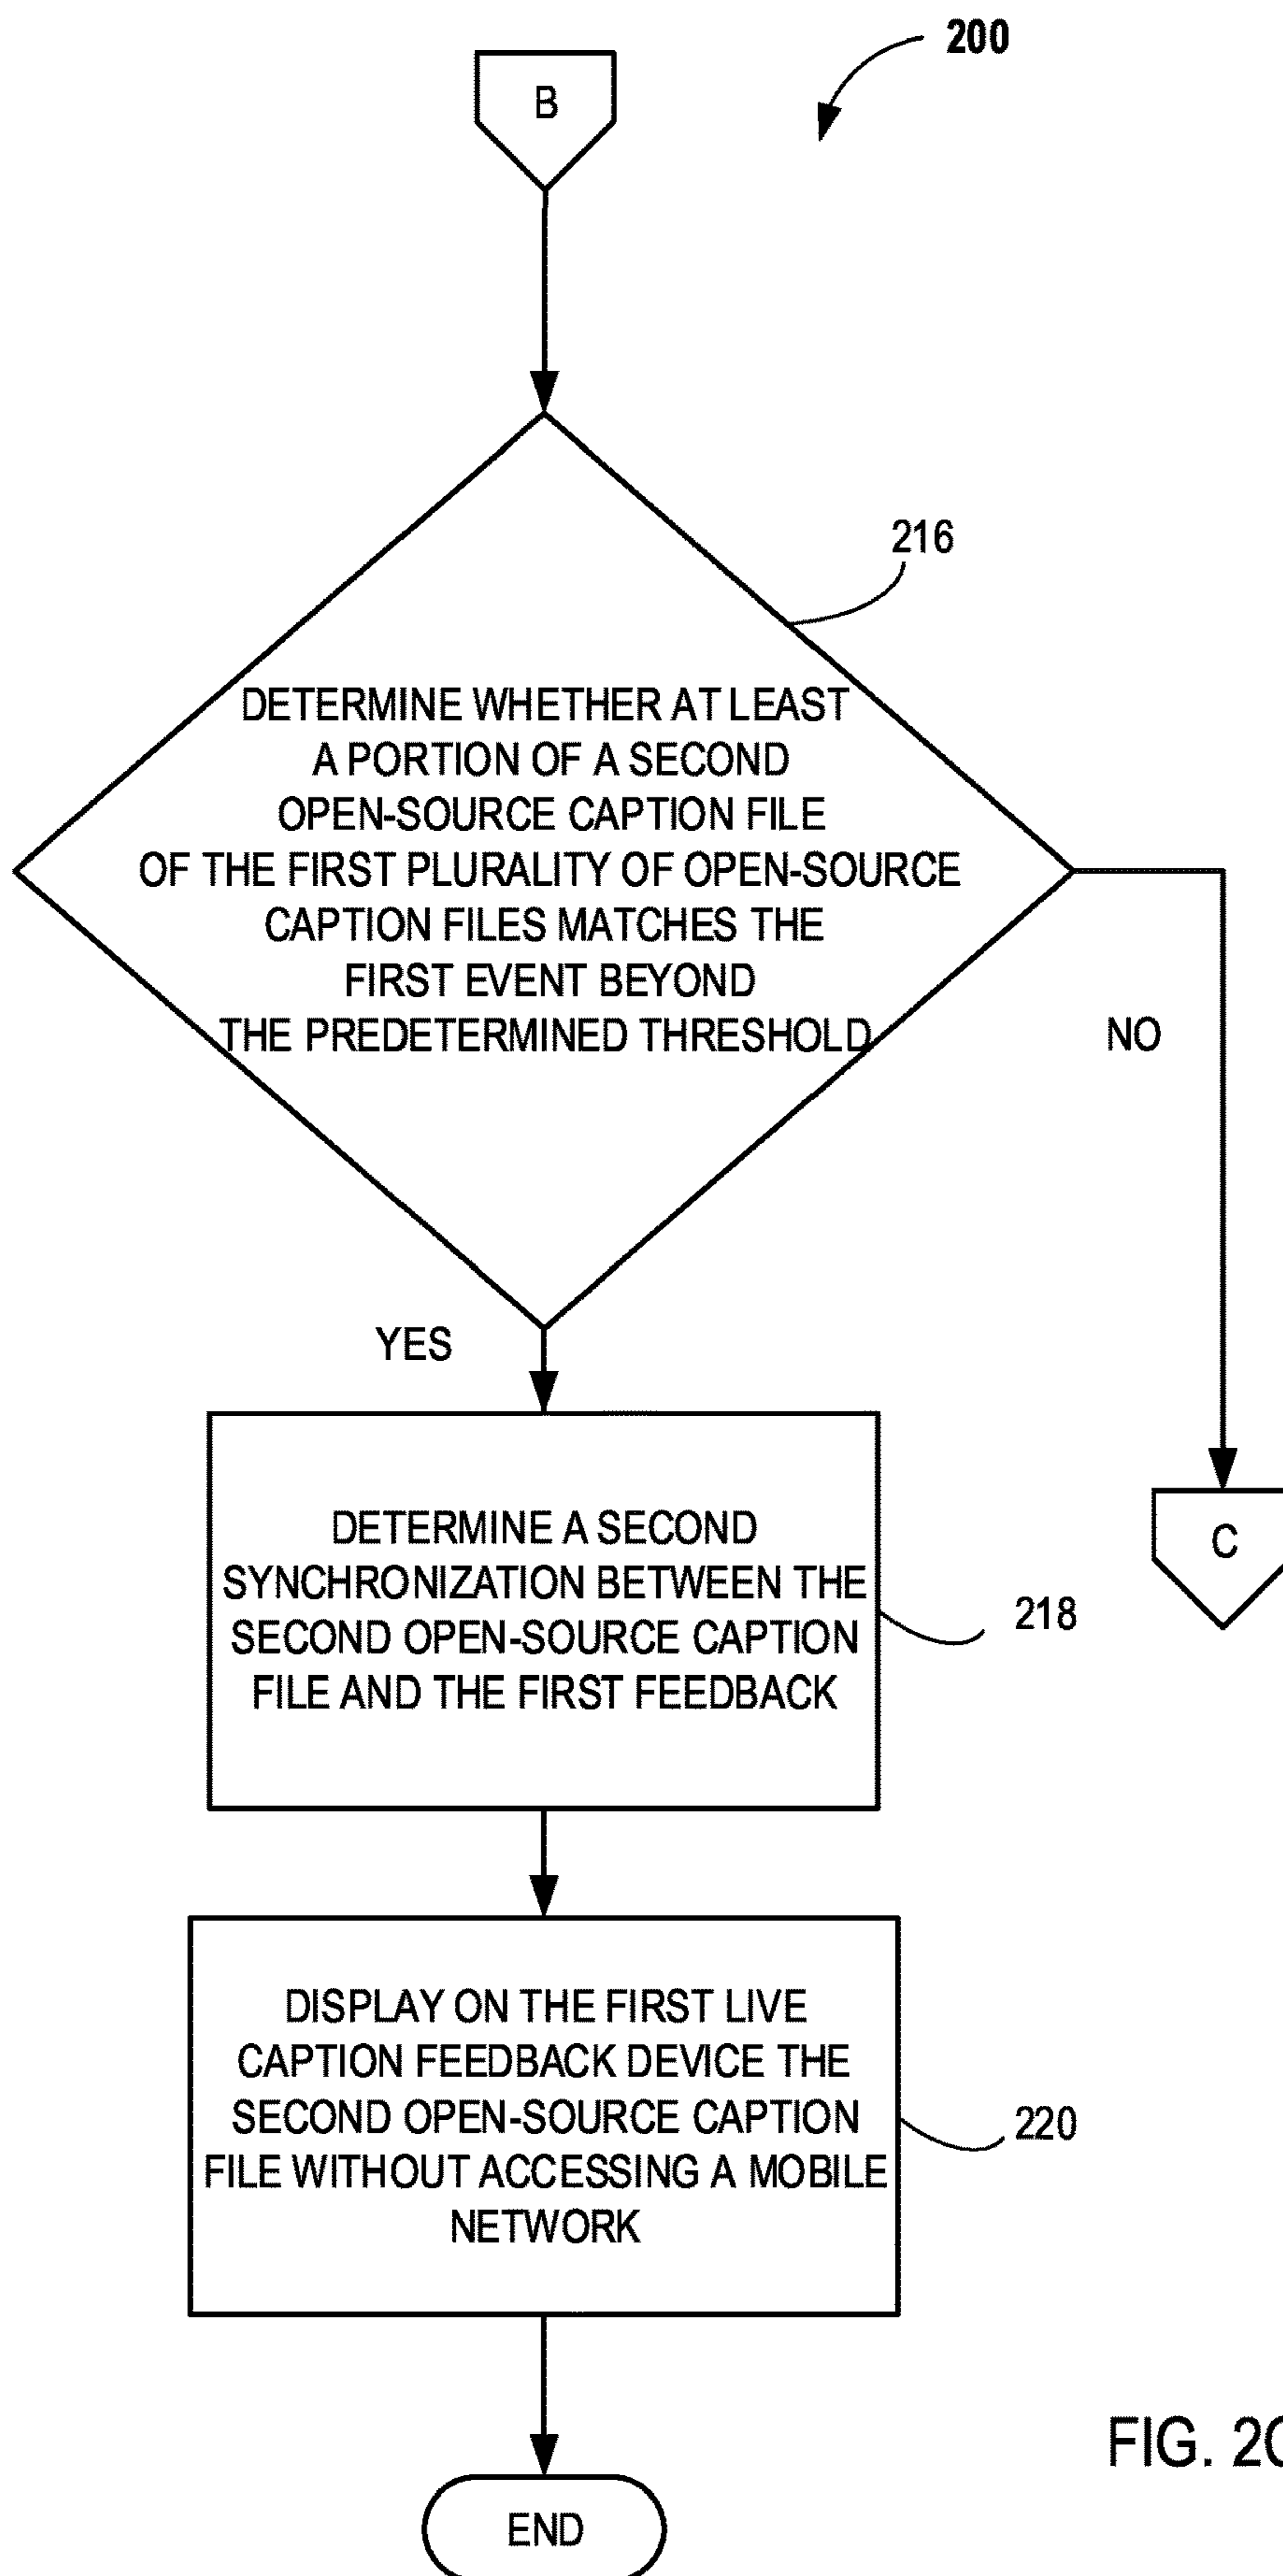 200
B
216
DETERMINE WHETHER AT LEAST
A PORTION OF A SECOND
OPEN-SOURCE CAPTION FILE
OF THE FIRST PLURALITY OF OPEN-SOURCE
CAPTION FILES MATCHES THE
FIRST EVENT BEYOND
THE PREDETERMINED THRESHOLD
NO
YES
C
DETERMINE A SECOND
SYNCHRONIZATION BETWEEN THE
SECOND OPEN-SOURCE CAPTION
FILE AND THE FIRST FEEDBACK
218
DISPLAY ON THE FIRST LIVE
CAPTION FEEDBACK DEVICE THE
SECOND OPEN-SOURCE CAPTION
FILE WITHOUT ACCESSING A MOBILE
NETWORK
220
FIG. 2C
END